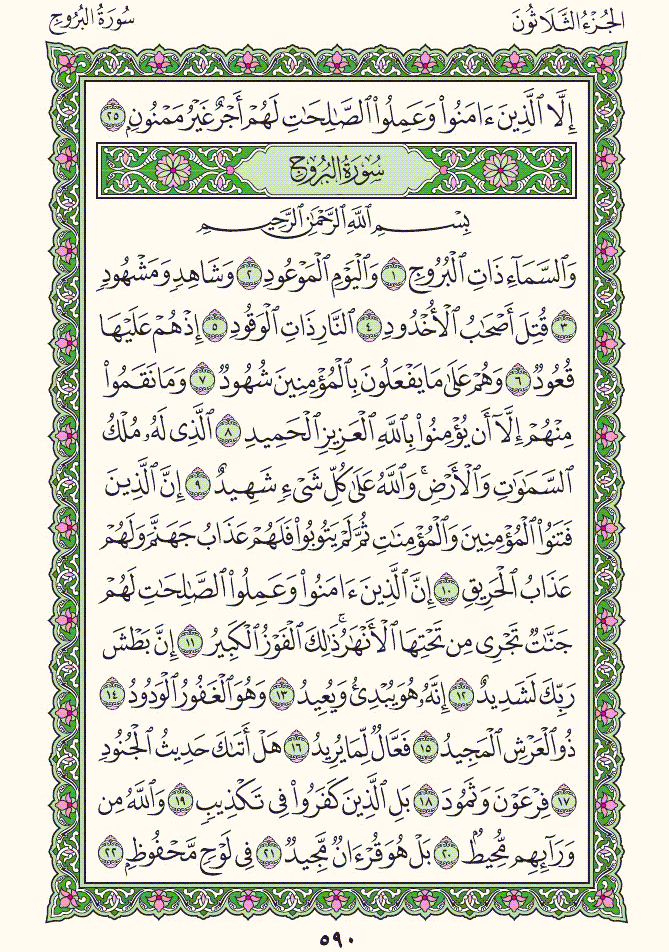 الجُزْءُ الثَّلَاثُونَ
سُورَةُ البُرُوجِ
إِلَّا ٱلَّذِينَ ءَامَنُوا۟ وَعَمِلُوا۟ ٱلصَّـٰلِحَـٰتِ لَهُمْ أَجْرٌ غَيْرُ مَمْنُونٍۭ ٢٥
سُورَةُ البُرُوجِ
بِسْمِ ٱللَّهِ ٱلرَّحْمَـٰنِ ٱلرَّحِيمِ
وَٱلسَّمَآءِ ذَاتِ ٱلْبُرُوجِ ١ وَٱلْيَوْمِ ٱلْمَوْعُودِ ٢ وَشَاهِدٍ وَمَشْهُودٍ
٣ قُتِلَ أَصْحَـٰبُ ٱلْأُخْدُودِ ٤ ٱلنَّارِ ذَاتِ ٱلْوَقُودِ ٥ إِذْ هُمْ عَلَيْهَا
قُعُودٌ ٦ وَهُمْ عَلَىٰ مَا يَفْعَلُونَ بِٱلْمُؤْمِنِينَ شُهُودٌ ٧ وَمَا نَقَمُوا۟
مِنْهُمْ إِلَّآ أَن يُؤْمِنُوا۟ بِٱللَّهِ ٱلْعَزِيزِ ٱلْحَمِيدِ ٨ ٱلَّذِى لَهُۥ مُلْكُ
ٱلسَّمَـٰوَٰتِ وَٱلْأَرْضِ ۚ وَٱللَّهُ عَلَىٰ كُلِّ شَىْءٍ شَهِيدٌ ٩ إِنَّ ٱلَّذِينَ
فَتَنُوا۟ ٱلْمُؤْمِنِينَ وَٱلْمُؤْمِنَـٰتِ ثُمَّ لَمْ يَتُوبُوا۟ فَلَهُمْ عَذَابُ جَهَنَّمَ وَلَهُمْ
عَذَابُ ٱلْحَرِيقِ ١٠ إِنَّ ٱلَّذِينَ ءَامَنُوا۟ وَعَمِلُوا۟ ٱلصَّـٰلِحَـٰتِ لَهُمْ
جَنَّـٰتٌ تَجْرِى مِن تَحْتِهَا ٱلْأَنْهَـٰرُ ۚ ذَٰلِكَ ٱلْفَوْزُ ٱلْكَبِيرُ ١١ إِنَّ بَطْشَ
رَبِّكَ لَشَدِيدٌ ١٢ إِنَّهُۥ هُوَ يُبْدِئُ وَيُعِيدُ ١٣ وَهُوَ ٱلْغَفُورُ ٱلْوَدُودُ ١٤
ذُو ٱلْعَرْشِ ٱلْمَجِيدُ ١٥ فَعَّالٌ لِّمَا يُرِيدُ ١٦ هَلْ أَتَىٰكَ حَدِيثُ ٱلْجُنُودِ
١٧ فِرْعَوْنَ وَثَمُودَ ١٨ بَلِ ٱلَّذِينَ كَفَرُوا۟ فِى تَكْذِيبٍ ١٩ وَٱللَّهُ مِن
وَرَآئِهِم مُّحِيطٌۢ ٢٠ بَلْ هُوَ قُرْءَانٌ مَّجِيدٌ ٢١ فِى لَوْحٍ مَّحْفُوظٍۭ ٢٢
٥٩٠